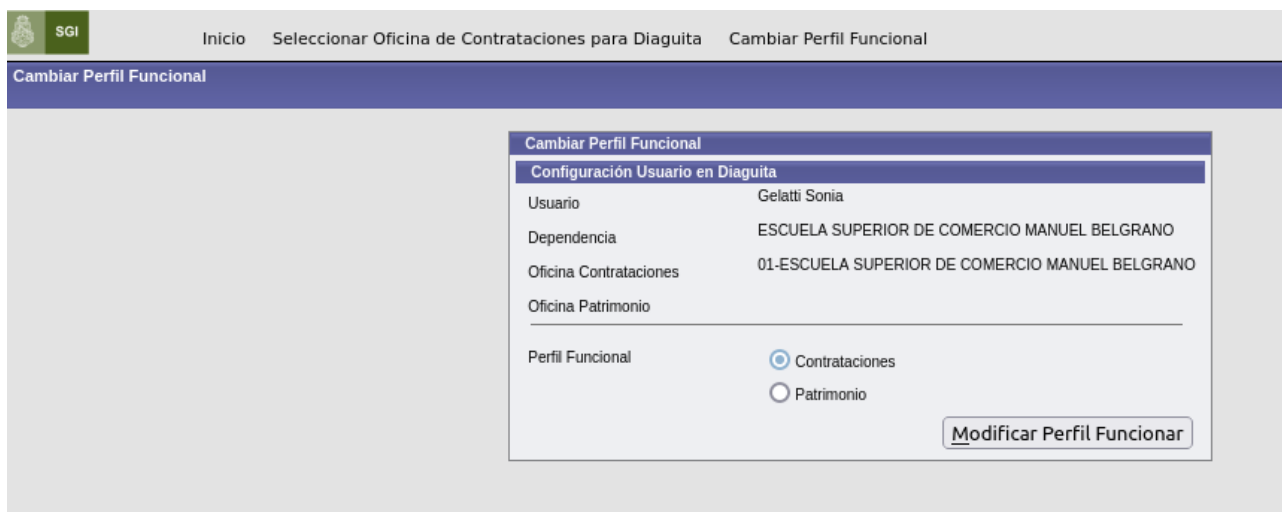 SGI
Inicio Seleccionar Oficina de Contrataciones para Diaguita Cambiar Perfil Funcional
Cambiar Perfil Funcional
Cambiar Perfil Funcional
Configuración Usuario en Diaguita
Usuario Gelatti Sonia
Dependencia ESCUELA SUPERIOR DE COMERCIO MANUEL BELGRANO
Oficina Contrataciones 01-ESCUELA SUPERIOR DE COMERCIO MANUEL BELGRANO
Oficina Patrimonio
Perfil Funcional Contrataciones
Patrimonio
Modificar Perfil Funcionar